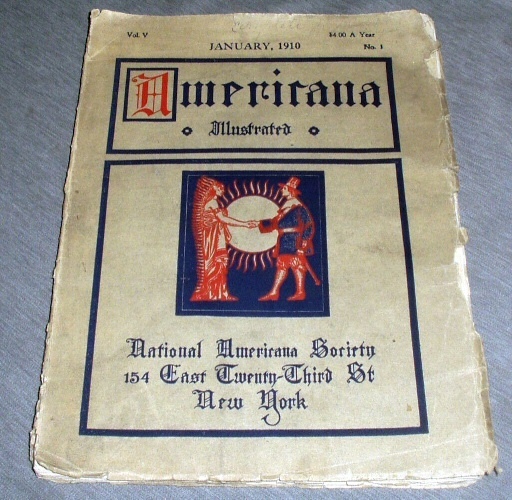 Vol. V
$4.00 A Year
JANUARY, 1910
No. 1
Americana
Illustrated
National Americana Society
154 East Twenty-Third St
New York